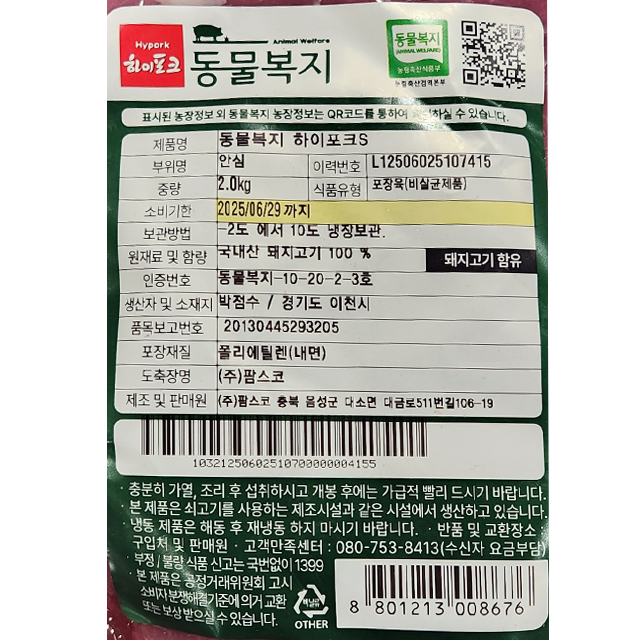 Hypork
하이포크
Animal Welfare
동물복지
동물복지
(ANIMAL WELFARE)
농림축산식품부
농림축산검역본부
표시된 농장정보 외 동물복지 농장정보는 QR코드를 통하여 확인하실 수 있습니다.
제품명 동물복지 하이포크S
부위명 안심 이력번호 L12506025107415
중량 2.0kg 식품유형 포장육(비살균제품)
소비기한 2025/06/29까지
보관방법 -2도 에서 10도 냉장보관.
원재료 및 함량 국내산 돼지고기 100 % 돼지고기 함유
인증번호 동물복지-10-20-2-3호
생산자 및 소재지 박점수 / 경기도 이천시
품목보고번호 20130445293205
포장재질 폴리에틸렌(내면)
도축장명 (주)팜스코
제조 및 판매원 (주)팜스코 충북 음성군 대소면 대금로511번길106-19
10321250602510700000004155
· 충분히 가열, 조리 후 섭취하시고 개봉 후에는 가급적 빨리 드시기 바랍니다.
· 본 제품은 쇠고기를 사용하는 제조시설과 같은 시설에서 생산하고 있습니다.
· 냉동 제품은 해동 후 재냉동 하지 마시기 바랍니다. · 반품 및 교환장소 :
구입처 및 판매원 · 고객만족센터 : 080-753-8413(수신자 요금부담)
· 부정 / 불량 식품 신고는 국번없이 1399
· 본 제품은 공정거래위원회 고시
소비자 분쟁해결기준에 의거 교환
또는 보상 받으실 수 있습니다.
비닐류
OTHER
8 801213 008676